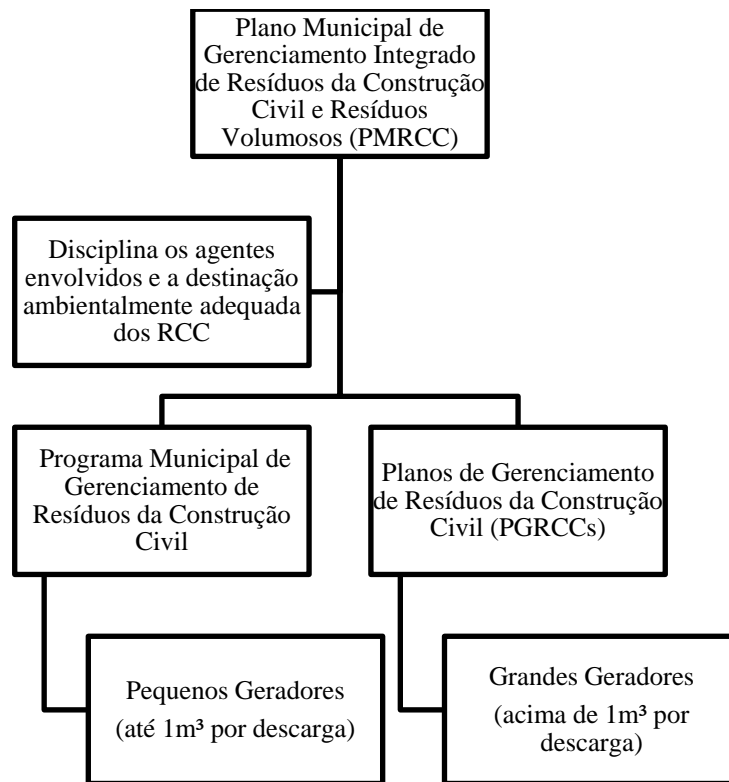 Plano Municipal de
Gerenciamento Integrado
de Resíduos da Construção
Civil e Resíduos
Volumosos (PMRCC)
Disciplina os agentes
envolvidos e a destinação
ambientalmente adequada
dos RCC
Programa Municipal de
Gerenciamento de
Resíduos da Construção
Civil
Planos de Gerenciamento
de Resíduos da Construção
Civil (PGRCCs)
Pequenos Geradores
(até 1m³ por descarga)
Grandes Geradores
(acima de 1m³ por
descarga)